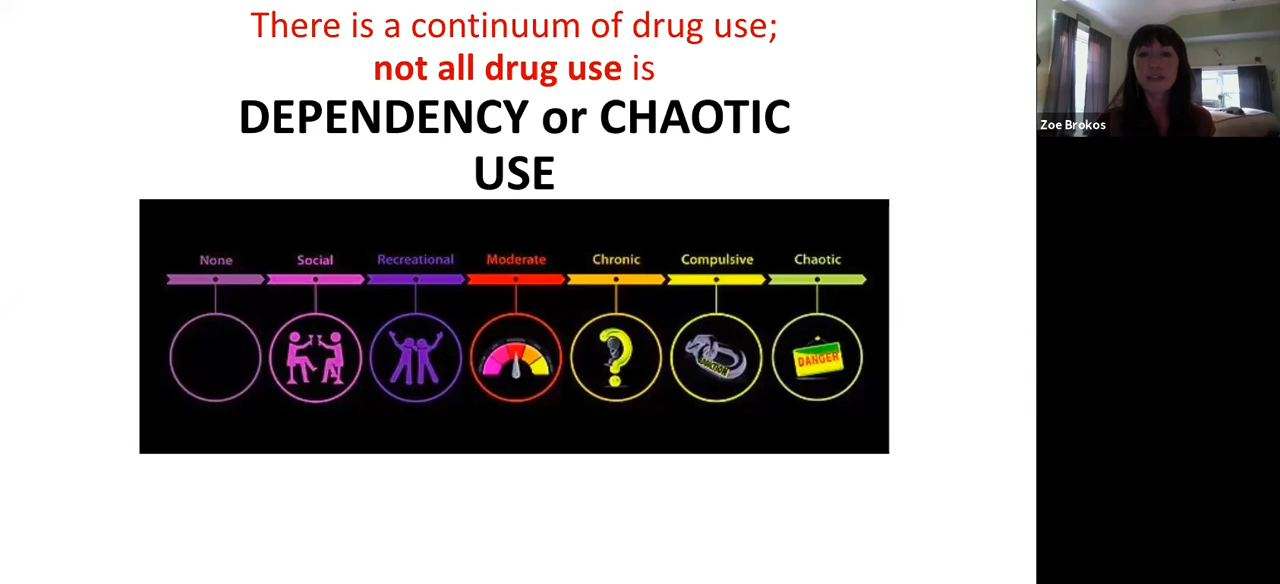 There is a continuum of drug use;
not all drug use is
DEPENDENCY or CHAOTIC
USE
None Social Recreational Moderate Chronic Compulsive Chaotic
DANGER
Zoe Brokos